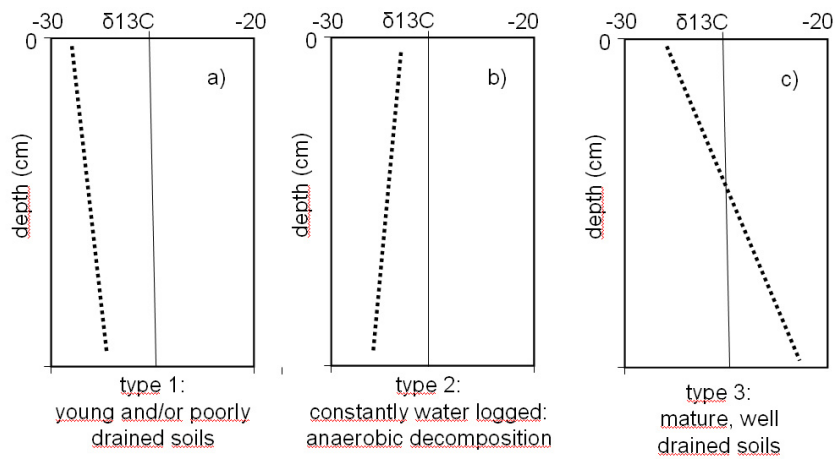 -30 δ13C -20
0
a)
depth (cm)
type 1:
young and/or poorly
drained soils
-30 δ13C -20
0
b)
depth (cm)
type 2:
constantly water logged:
anaerobic decomposition
-30 δ13C -20
0
c)
depth (cm)
type 3:
mature, well
drained soils